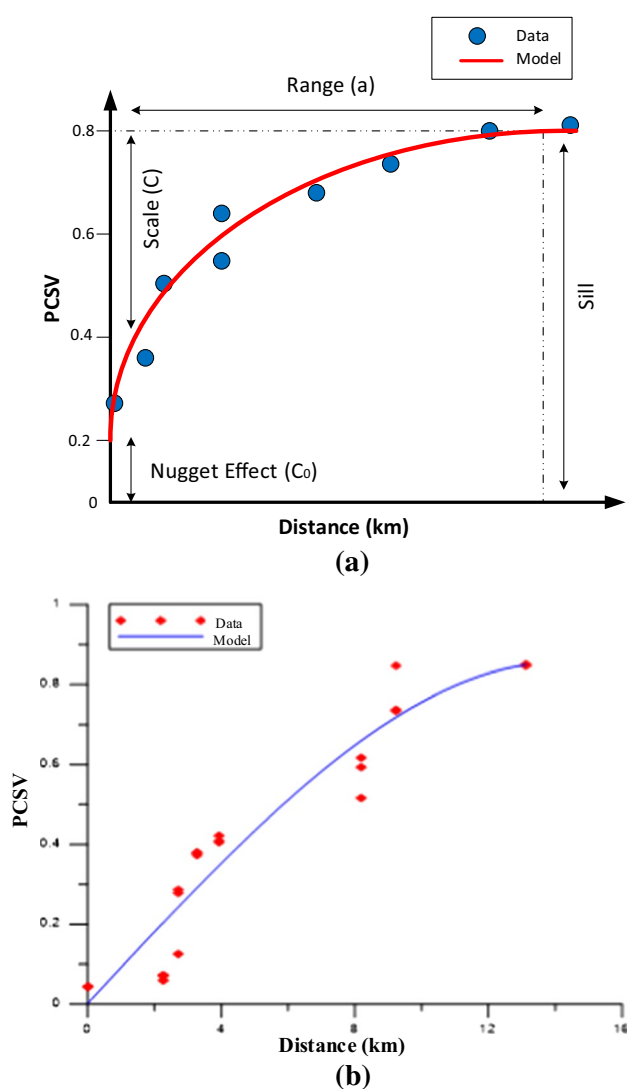 Data
Model
Range (a)
0.8
Scale (C)
0.6
PCSV
Sill
0.4
0.2
Nugget Effect (C0)
0
Distance (km)
(a)
1
Data
Model
0.8
0.6
PCSV
0.4
0.2
0
0 4 8 12 16
Distance (km)
(b)